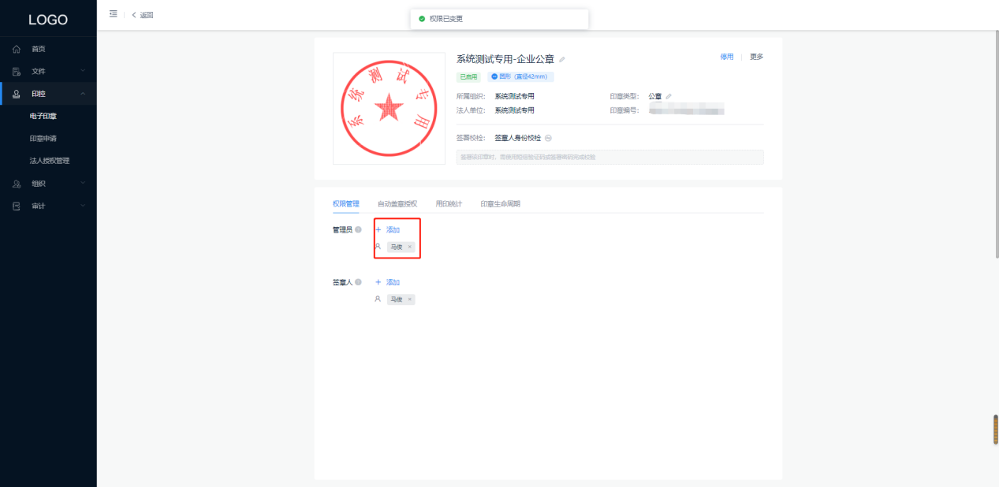 LOGO
返回
权限已变更
首页
文件
印控
电子印章
印章申请
法人授权管理
组织
审计
系统测试专用
系统测试专用-企业公章
停用 更多
已启用 圆形（直径42mm）
所属组织： 系统测试专用 印章类型： 公章
法人单位： 系统测试专用 印章编号：
签署校检： 签章人身份校检
签署该印章时，需使用短信验证码或签署密码完成校验
权限管理 自动盖章授权 用印统计 印章生命周期
管理员 + 添加
马俊 ×
签章人 + 添加
马俊 ×